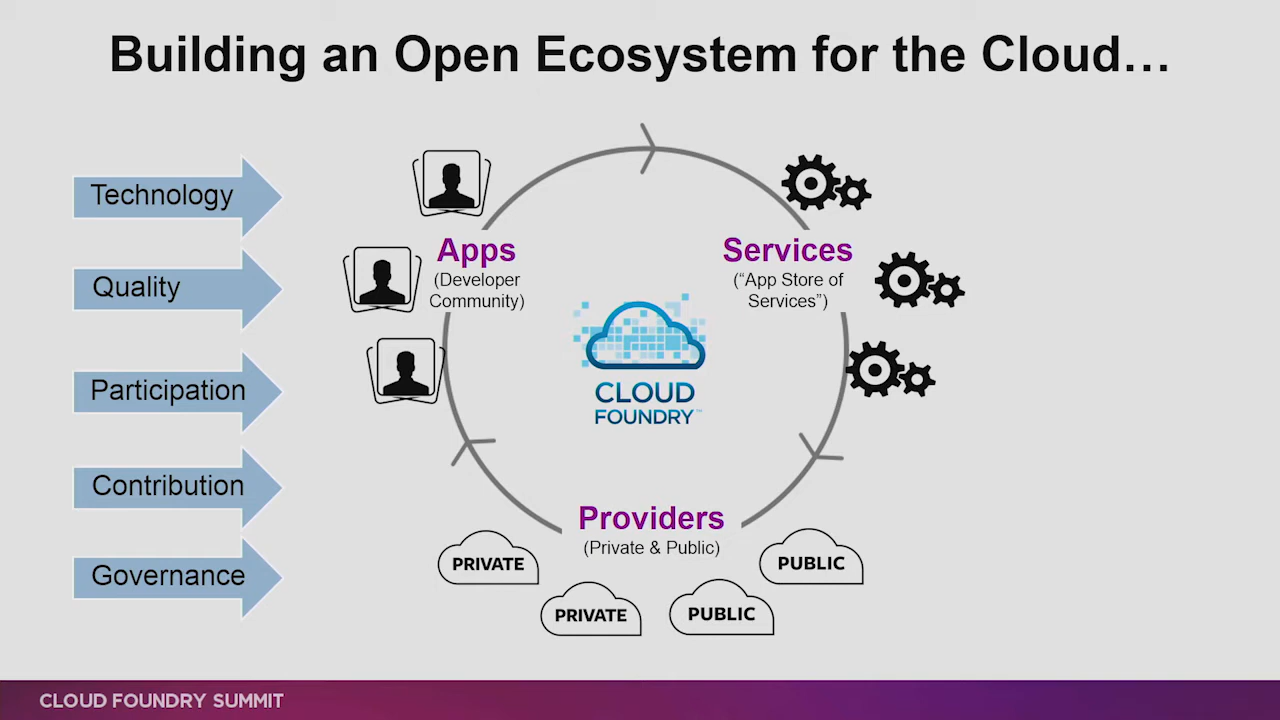 Building an Open Ecosystem for the Cloud…
Technology
Quality
Participation
Contribution
Governance
Apps
(Developer
Community)
Services
(“App Store of
Services”)
CLOUD
FOUNDRY™
Providers
(Private & Public)
PRIVATE
PRIVATE
PUBLIC
PUBLIC
CLOUD FOUNDRY SUMMIT